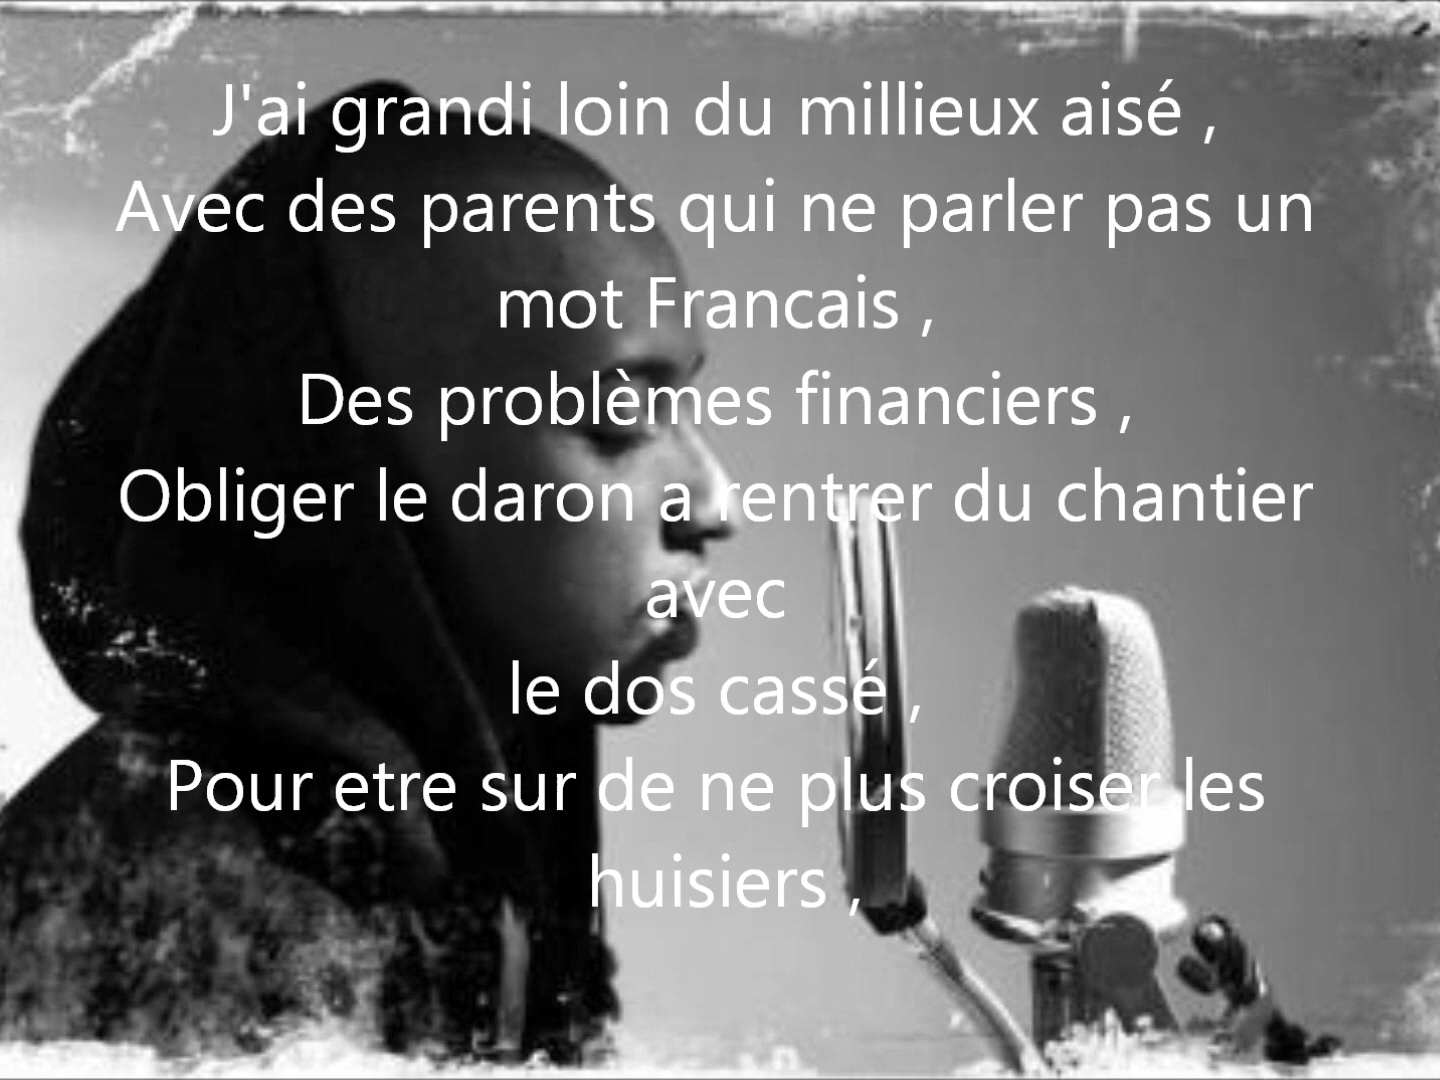 J'ai grandi loin du millieux aisé ,
Avec des parents qui ne parler pas un
mot Francais ,
Des problèmes financiers ,
Obliger le daron a rentrer du chantier
avec
le dos cassé ,
Pour etre sur de ne plus croiser les
huisiers ,